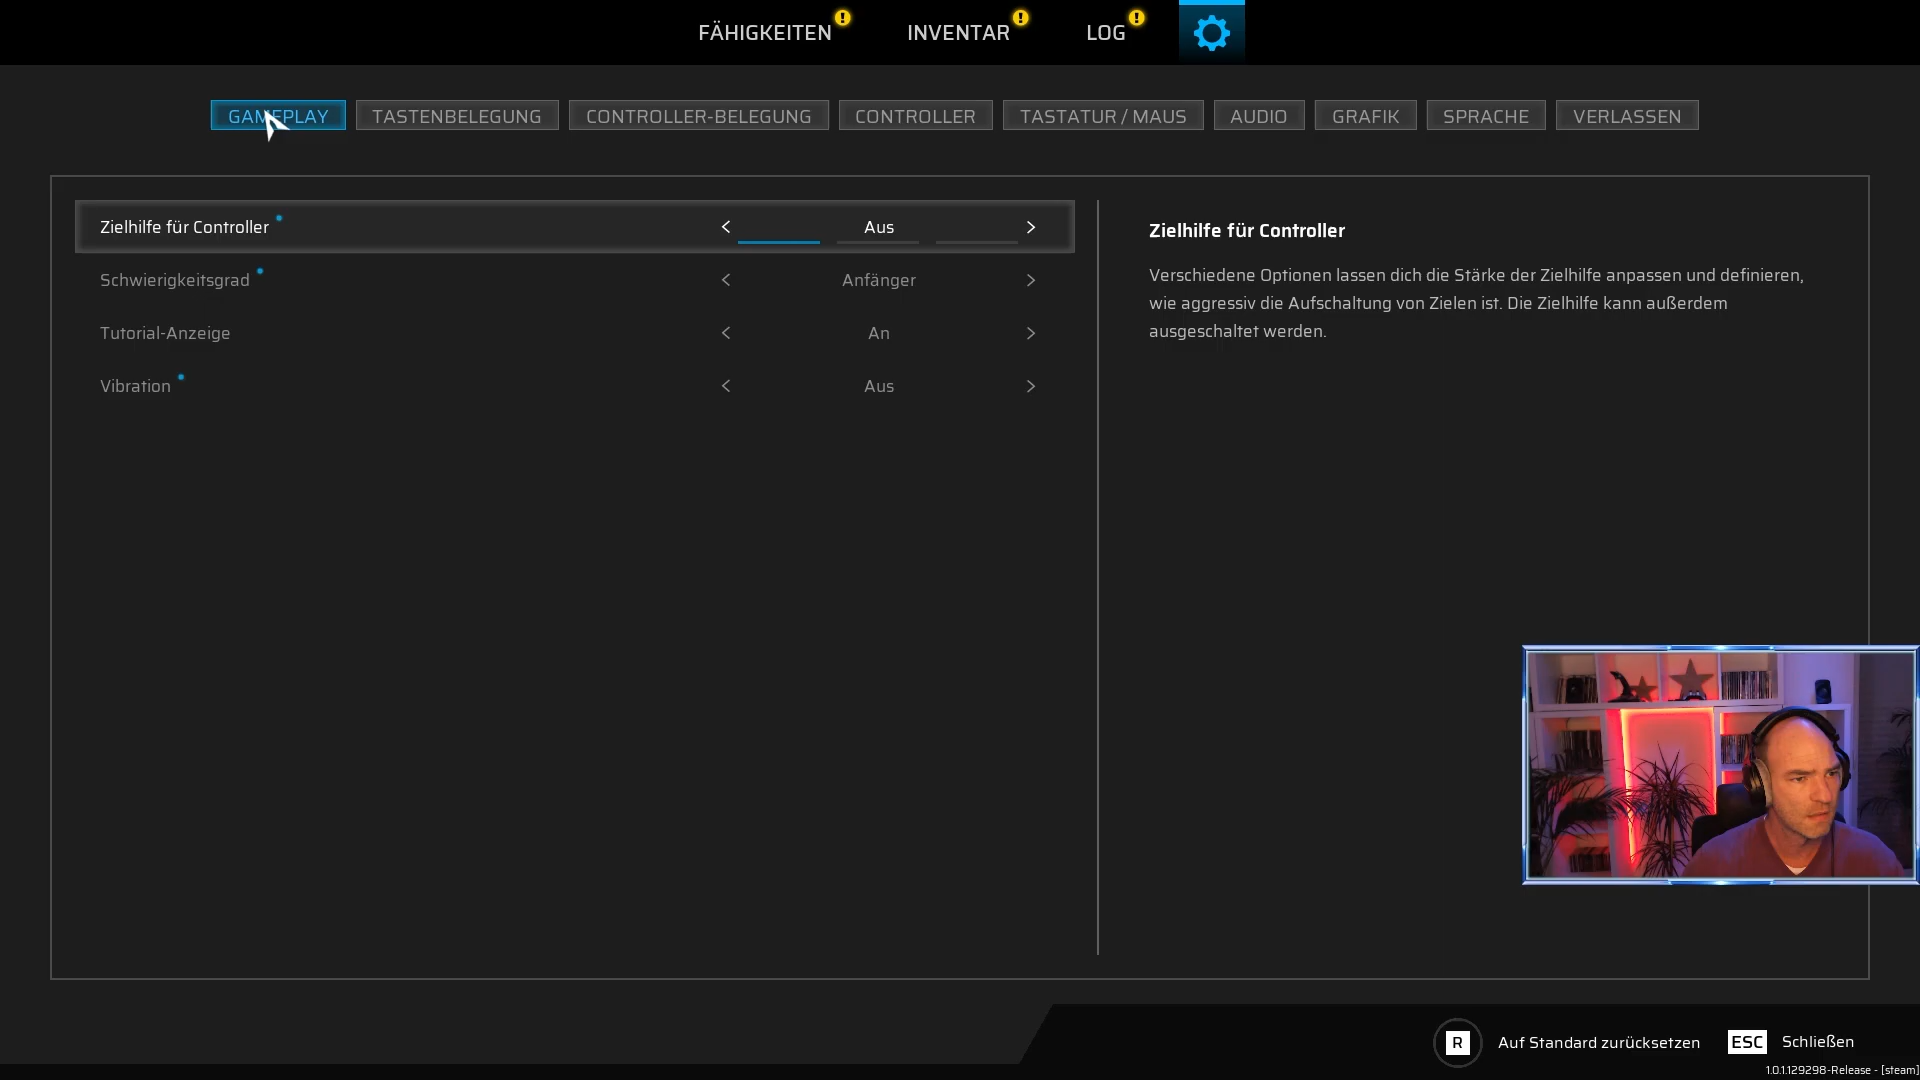 FÄHIGKEITEN
INVENTAR
LOG
GAMEPLAY
TASTENBELEGUNG
CONTROLLER-BELEGUNG
CONTROLLER
TASTATUR / MAUS
AUDIO
GRAFIK
SPRACHE
VERLASSEN
Zielhilfe für Controller
Aus
Schwierigkeitsgrad
Anfänger
Tutorial-Anzeige
An
Vibration
Aus
Zielhilfe für Controller
Verschiedene Optionen lassen dich die Stärke der Zielhilfe anpassen und definieren,
wie aggressiv die Aufschaltung von Zielen ist. Die Zielhilfe kann außerdem
ausgeschaltet werden.
R Auf Standard zurücksetzen
ESC Schließen
1.0.1.129298-Release - [steam]